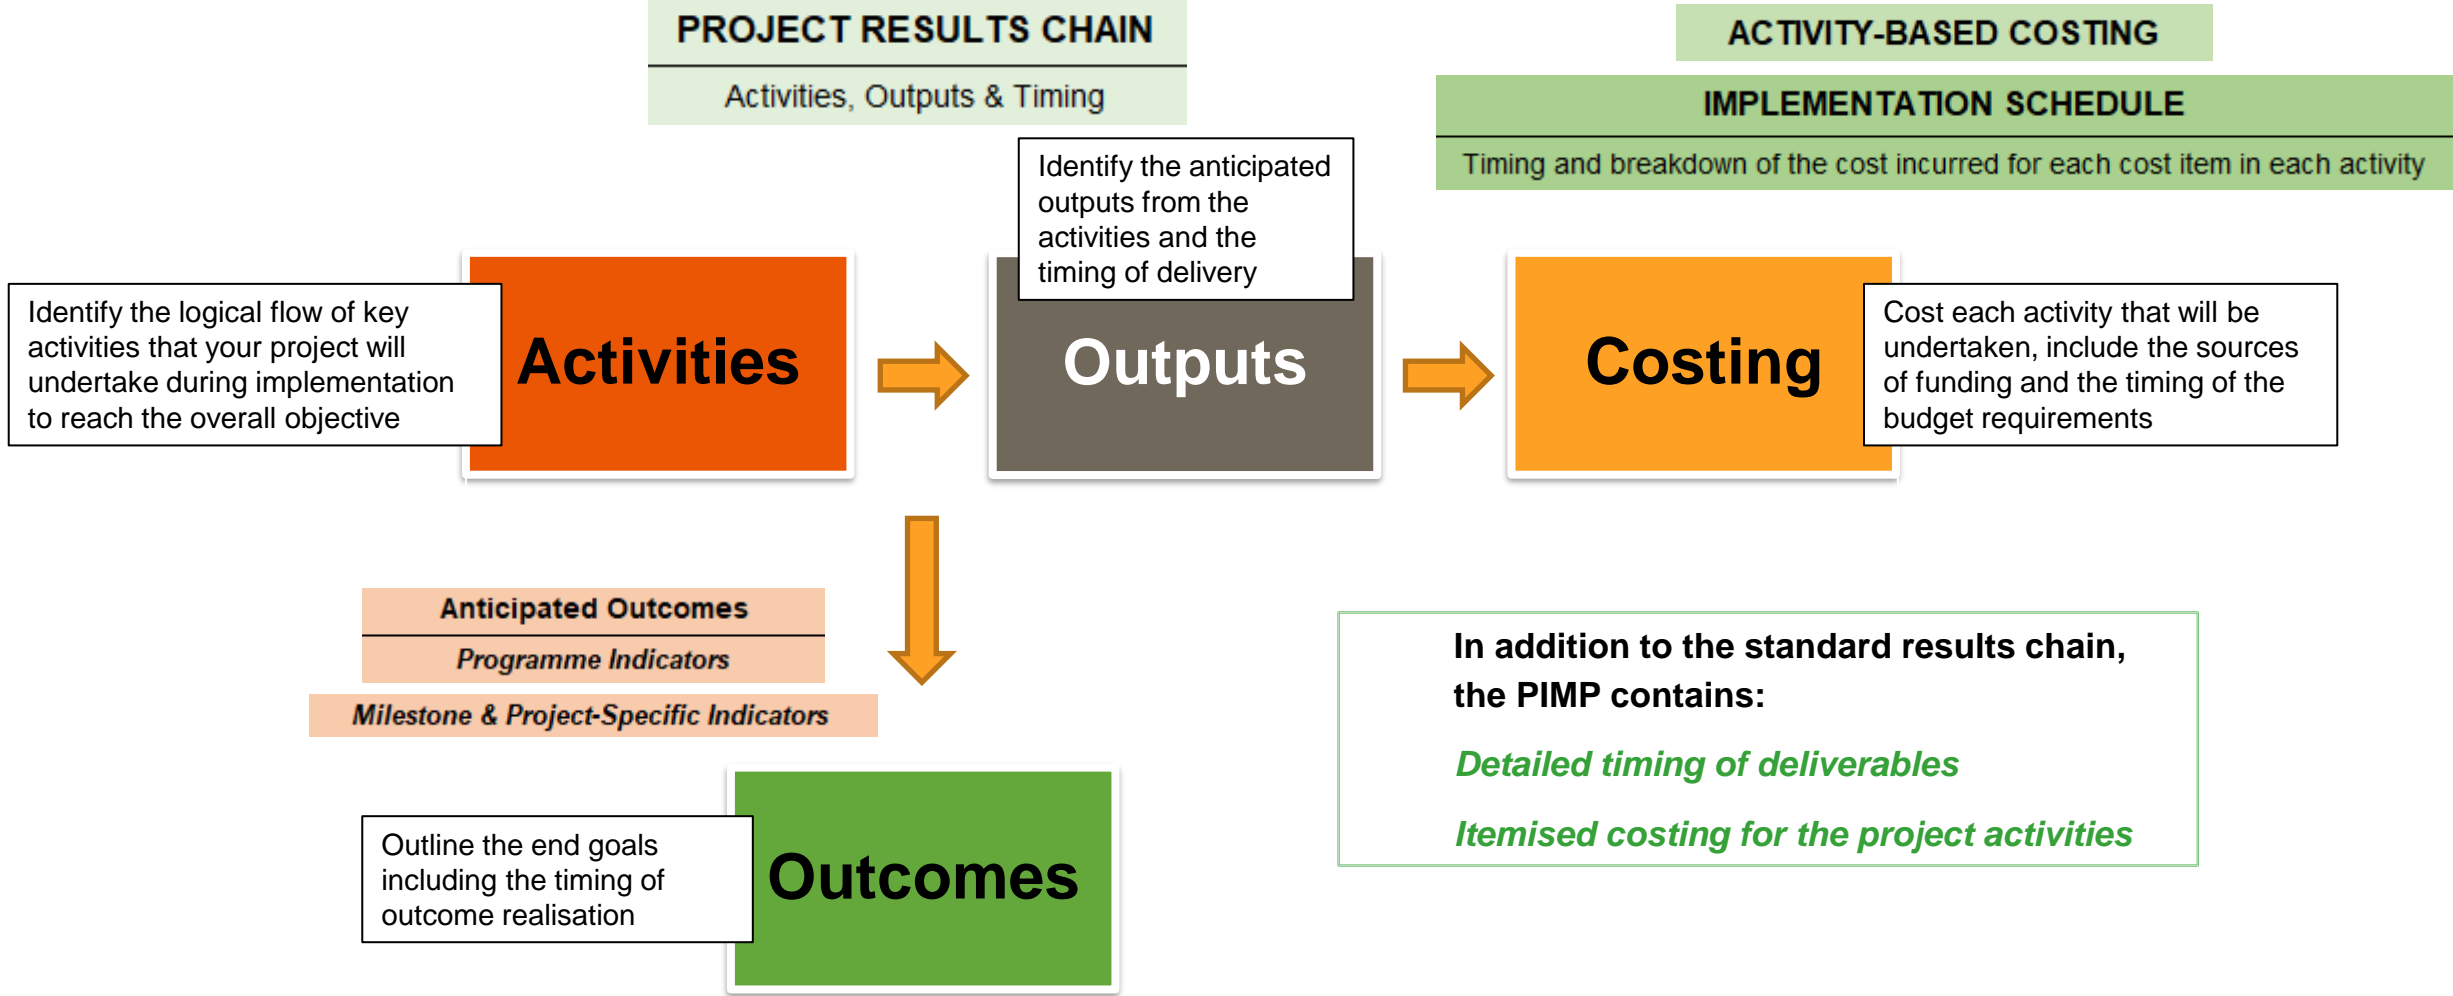 PROJECT RESULTS CHAIN
Activities, Outputs & Timing
ACTIVITY-BASED COSTING
IMPLEMENTATION SCHEDULE
Timing and breakdown of the cost incurred for each cost item in each activity
Identify the logical flow of key
activities that your project will
undertake during implementation
to reach the overall objective
Activities
Identify the anticipated
outputs from the
activities and the
timing of delivery
Outputs
Costing
Cost each activity that will be
undertaken, include the sources
of funding and the timing of the
budget requirements
Anticipated Outcomes
Programme Indicators
Milestone & Project-Specific Indicators
Outline the end goals
including the timing of
outcome realisation
Outcomes
In addition to the standard results chain,
the PIMP contains:
Detailed timing of deliverables
Itemised costing for the project activities